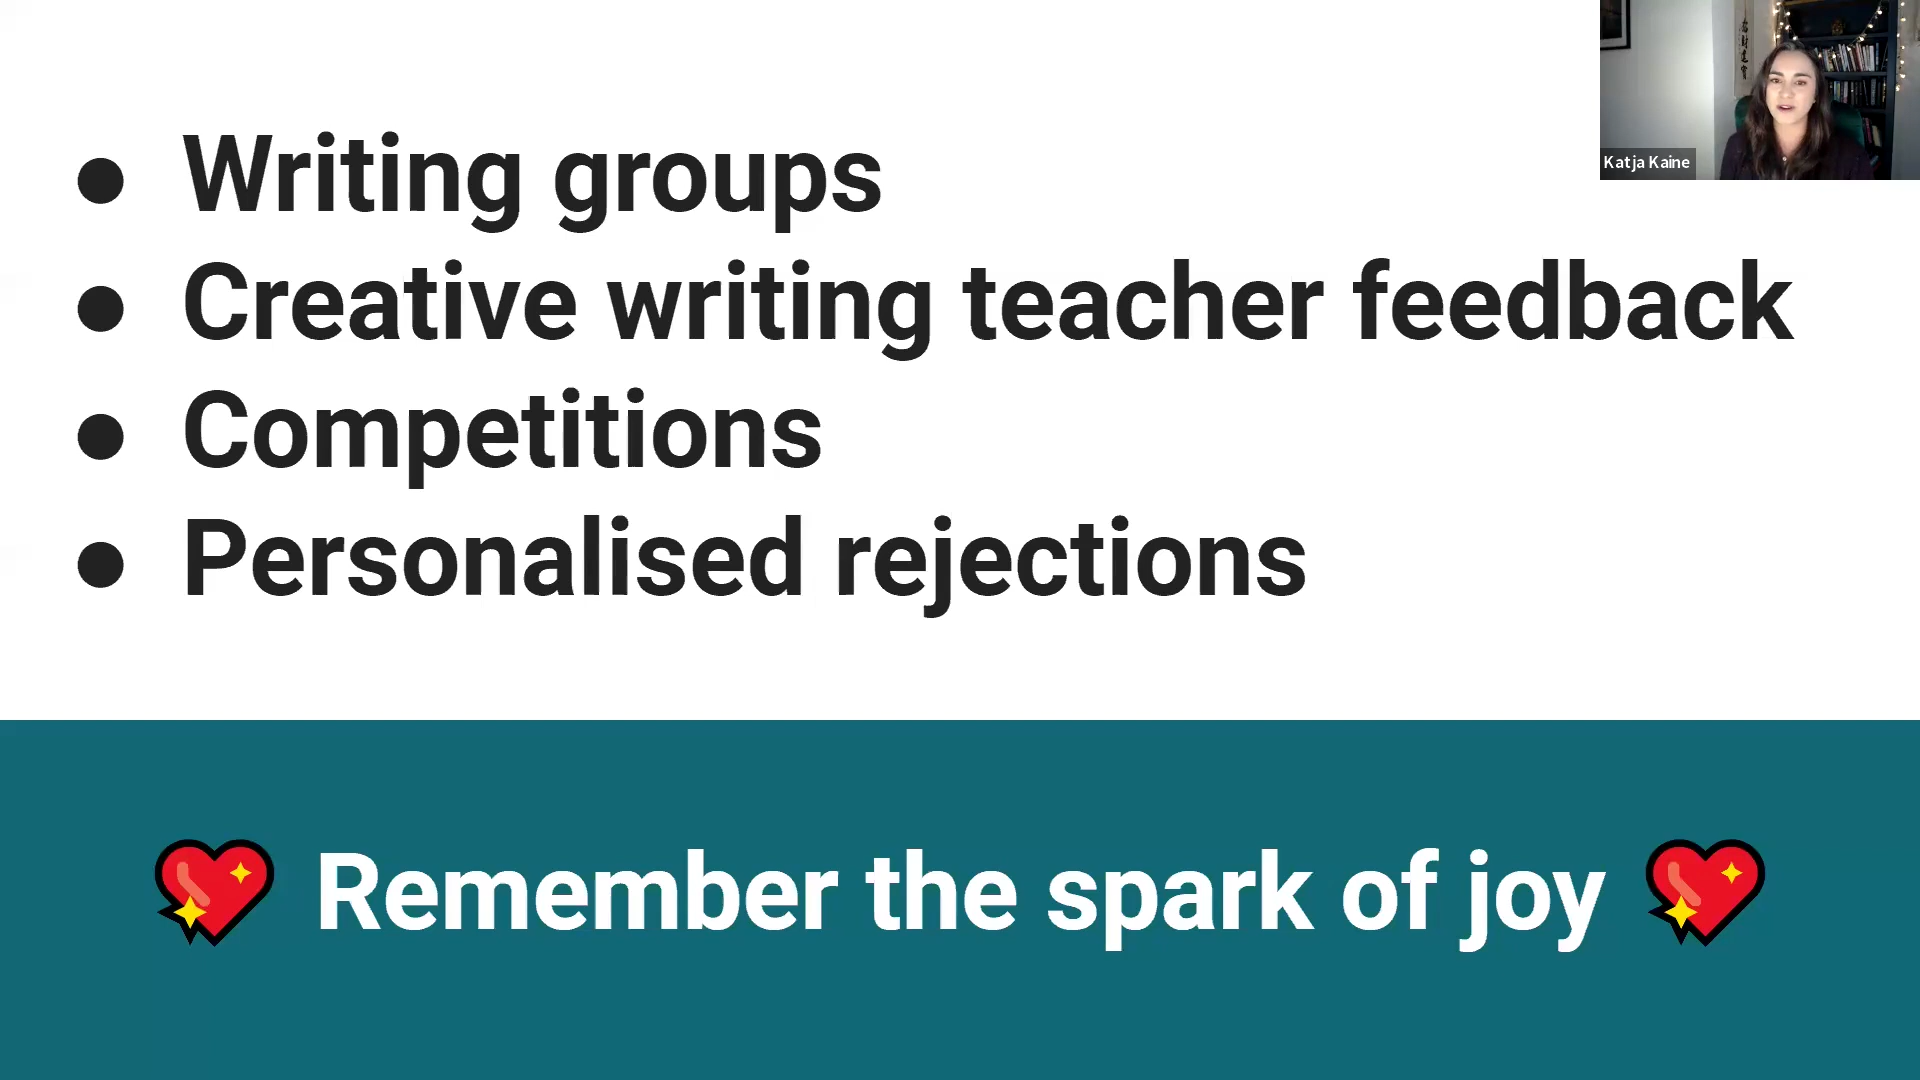 ● Writing groups
● Creative writing teacher feedback
● Competitions
● Personalised rejections
💖 Remember the spark of joy 💖
Katja Kaine